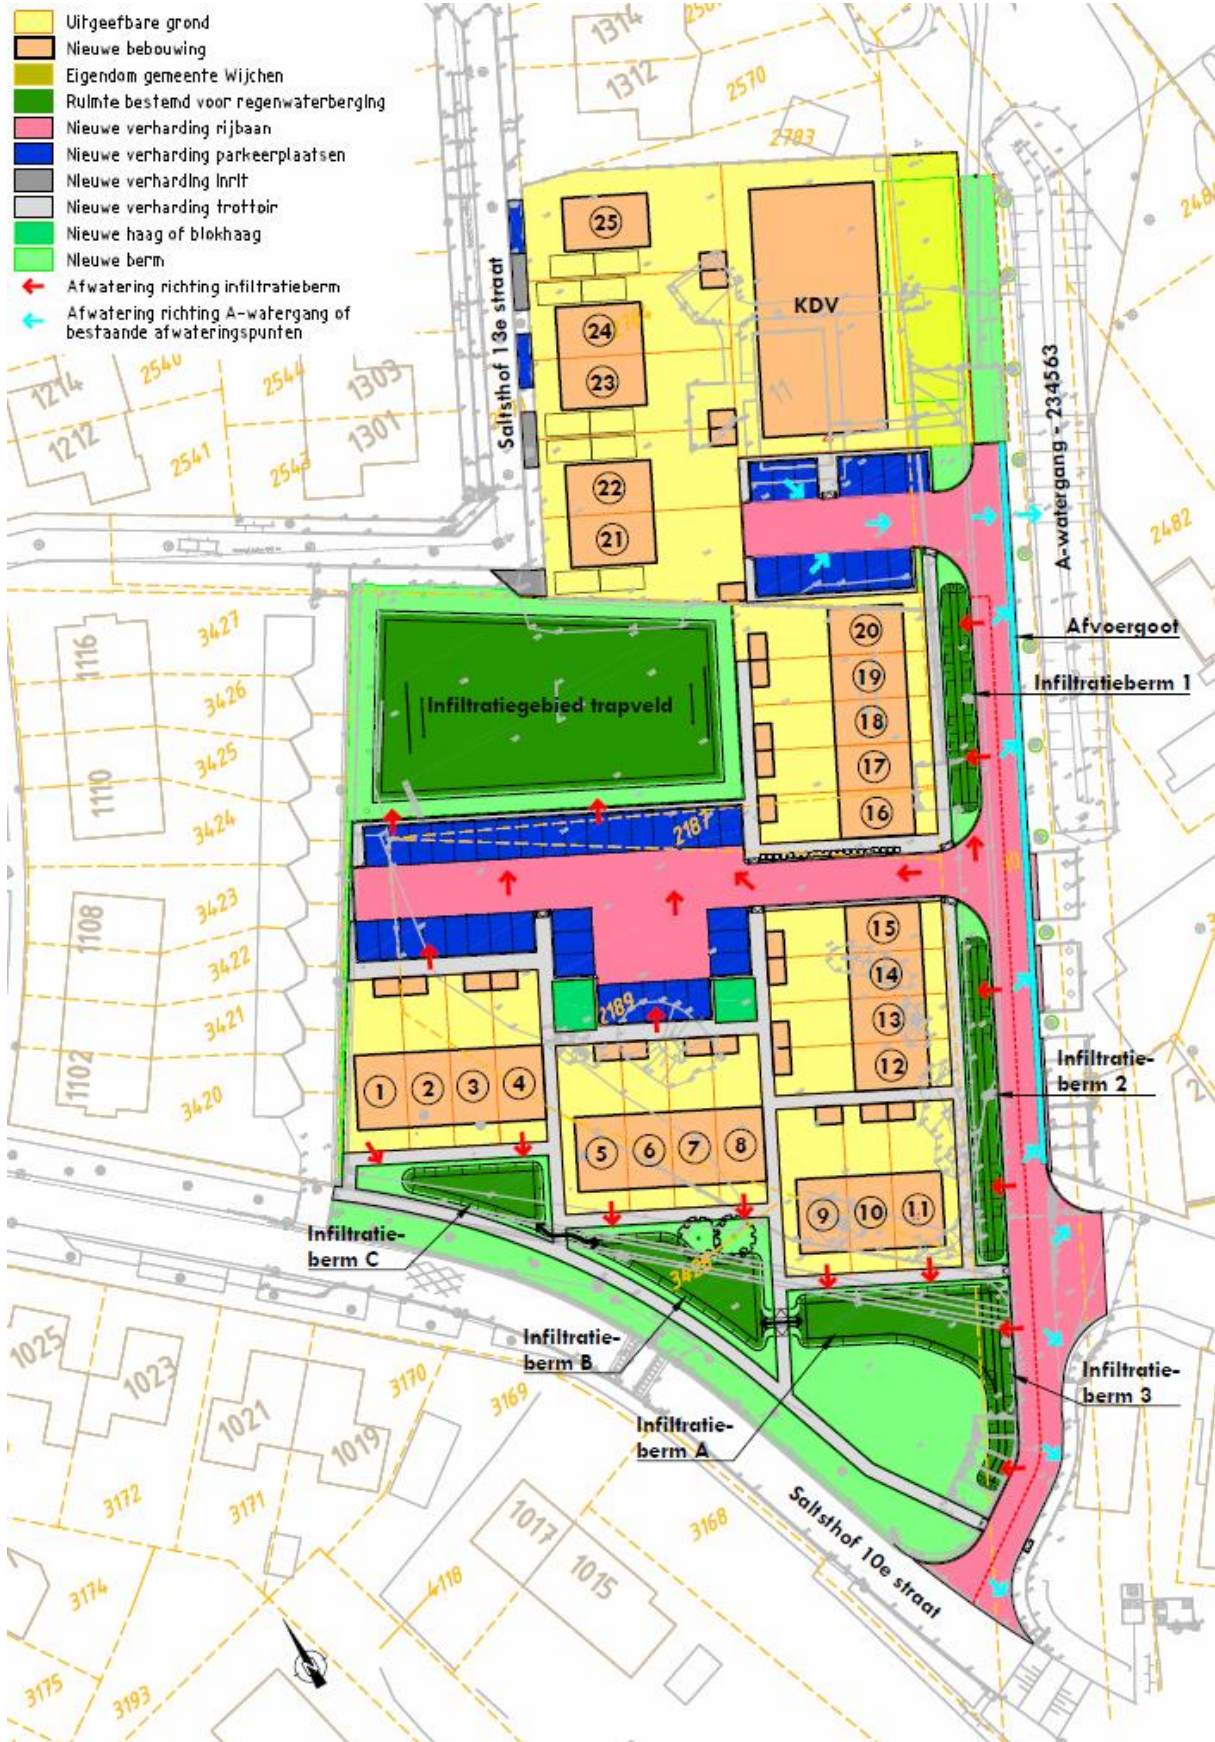 Uitgeefbare grond
Nieuwe bebouwing
Eigendom gemeente Wijchen
Ruimte bestemd voor regenwaterberging
Nieuwe verharding rijbaan
Nieuwe verharding parkeerplaatsen
Nieuwe verharding inrit
Nieuwe verharding trottoir
Nieuwe haag of blokhaag
Nieuwe berm
Afwatering richting infiltratieberm
Afwatering richting A-watergang of
bestaande afwateringspunten
1314
1312
2570
2783
25
Saltsthof 13e straat
24
23
KDV
11
A-watergang - 234563
1214
1212
2540
2541
2544
2543
1303
1301
22
21
2482
3427
3426
3425
3424
3423
3422
3421
3420
1116
1110
1108
1102
Infiltratiegebied trapveld
20
19
18
17
16
Afvoergoot
Infiltratieberm 1
2187
15
14
13
12
2189
Infiltratie-
berm 2
1
2
3
4
5
6
7
8
9
10
11
Infiltratie-
berm C
Infiltratie-
berm B
Infiltratie-
berm A
Infiltratie-
berm 3
1025
1023
1021
1019
3170
3169
3172
3171
3168
1017
1015
Saltsthof 10e straat
3174
4118
3175
3193